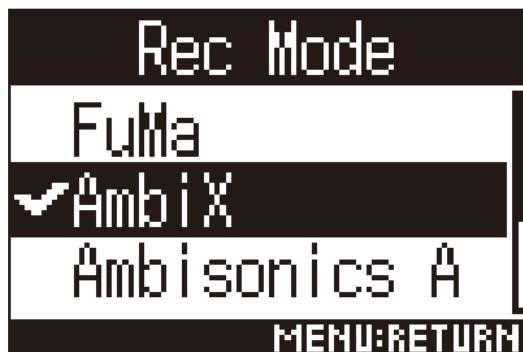 Rec Mode
FuMa
AmbiX
Ambisonics A
MENU:RETURN